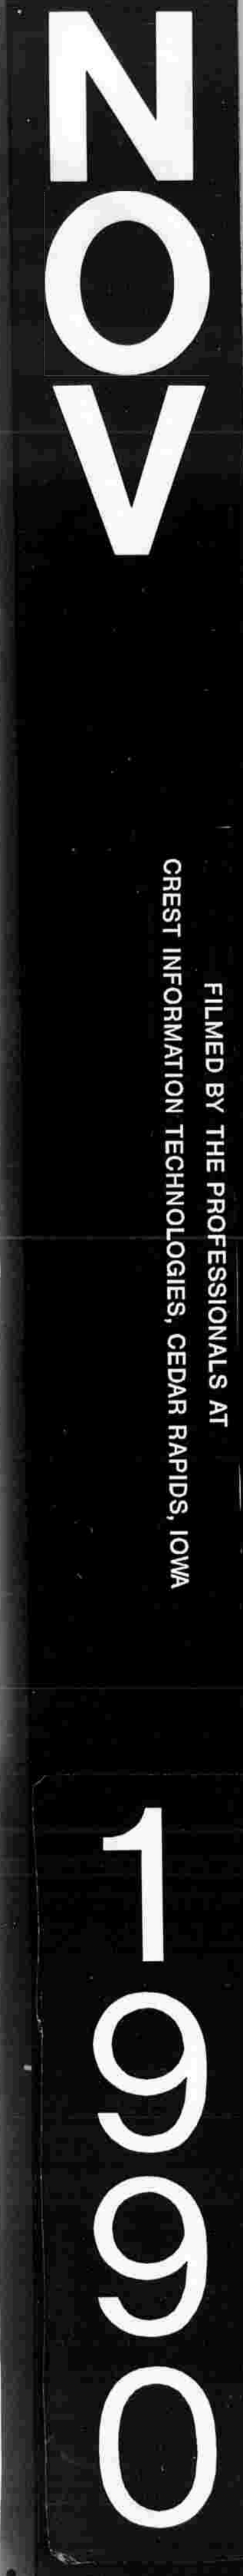 NOV
FILMED BY THE PROFESSIONALS AT
CREST INFORMATION TECHNOLOGIES, CEDAR RAPIDS, IOWA
1990